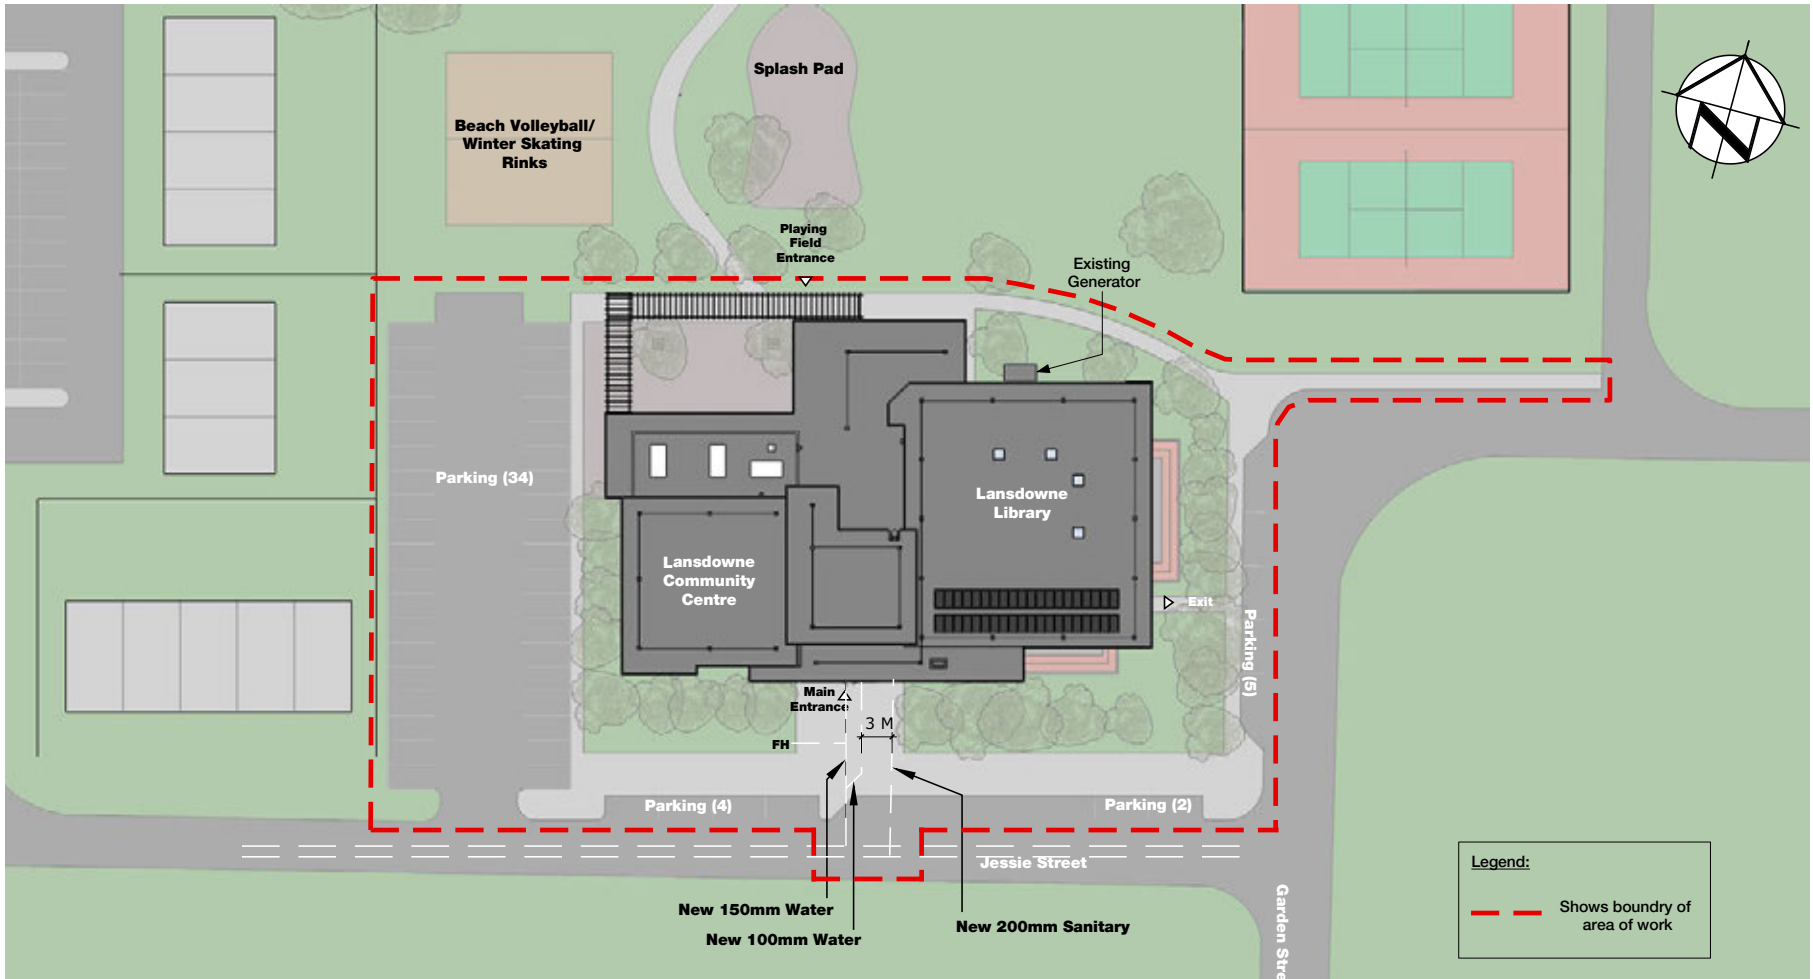 Splash Pad
Beach Volleyball/
Winter Skating
Rinks
Playing
Field
Entrance
Existing
Generator
Parking (34)
Lansdowne
Library
Lansdowne
Community
Centre
Exit
Parking (5)
Main
Entrance
3 M
FH
Parking (4)
Parking (2)
Jessie Street
New 150mm Water
New 100mm Water
New 200mm Sanitary
Garden Stre
Legend:
Shows boundry of
area of work
N